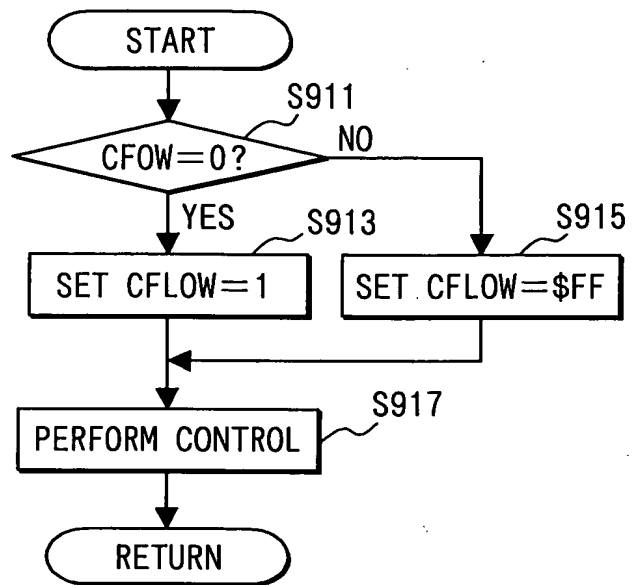 START
S911
CFOW=0?
NO
YES
S913
S915
SET CFLOW=1
SET CFLOW=$FF
S917
PERFORM CONTROL
RETURN